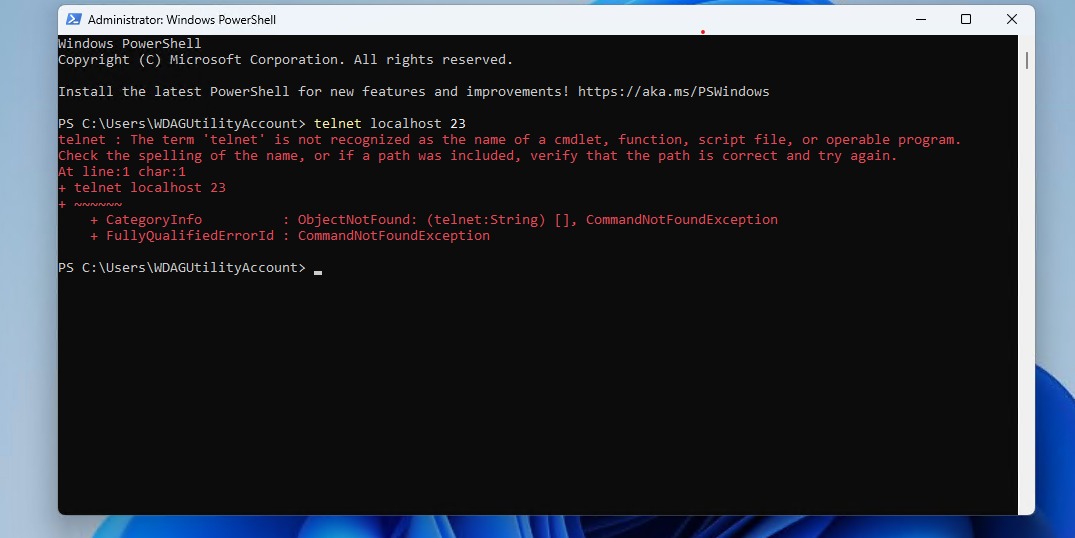 Administrator: Windows PowerShell
Windows PowerShell
Copyright (C) Microsoft Corporation. All rights reserved.
Install the latest PowerShell for new features and improvements! https://aka.ms/PSWindows
PS C:\Users\WDAGUtilityAccount> telnet localhost 23
telnet : The term 'telnet' is not recognized as the name of a cmdlet, function, script file, or operable program.
Check the spelling of the name, or if a path was included, verify that the path is correct and try again.
At line:1 char:1
+ telnet localhost 23
+ ~~~~~~
    + CategoryInfo          : ObjectNotFound: (telnet:String) [], CommandNotFoundException
    + FullyQualifiedErrorId : CommandNotFoundException
PS C:\Users\WDAGUtilityAccount>